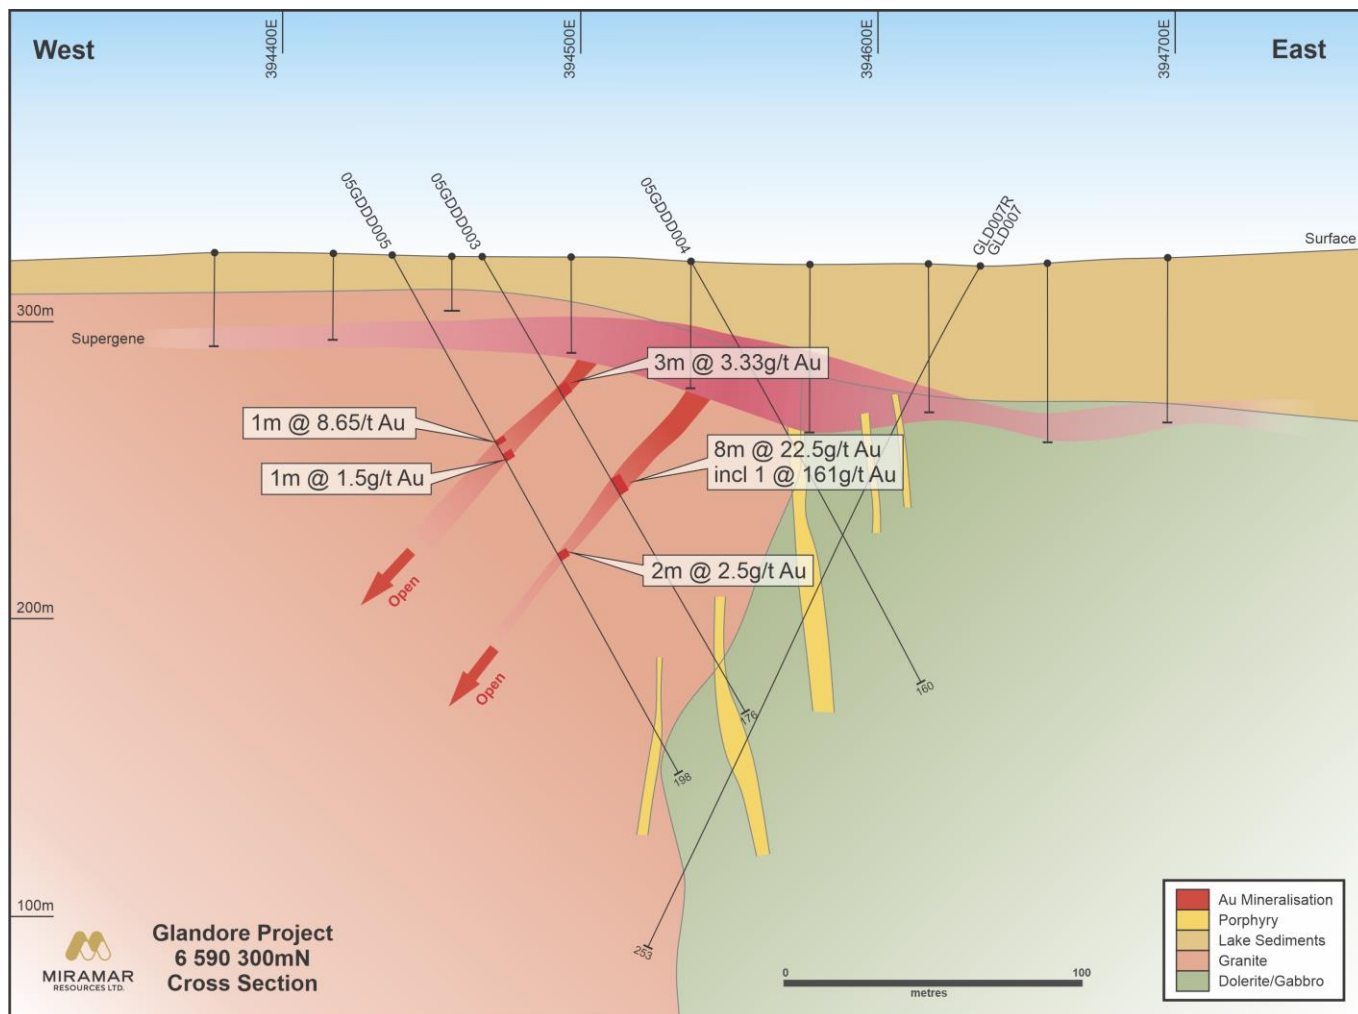 West
394400E
394500E
394600E
394700E
East
05GDDD005
05GDDD003
05GDDD004
GLD007R
GLD007
Surface
300m
Supergene
3m @ 3.33g/t Au
1m @ 8.65/t Au
1m @ 1.5g/t Au
8m @ 22.5g/t Au
incl 1 @ 161g/t Au
2m @ 2.5g/t Au
Open
200m
Open
160
176
198
100m
253
MIRAMAR
RESOURCES LTD.
Glandore Project
6 590 300mN
Cross Section
0
100
metres
Au Mineralisation
Porphyry
Lake Sediments
Granite
Dolerite/Gabbro